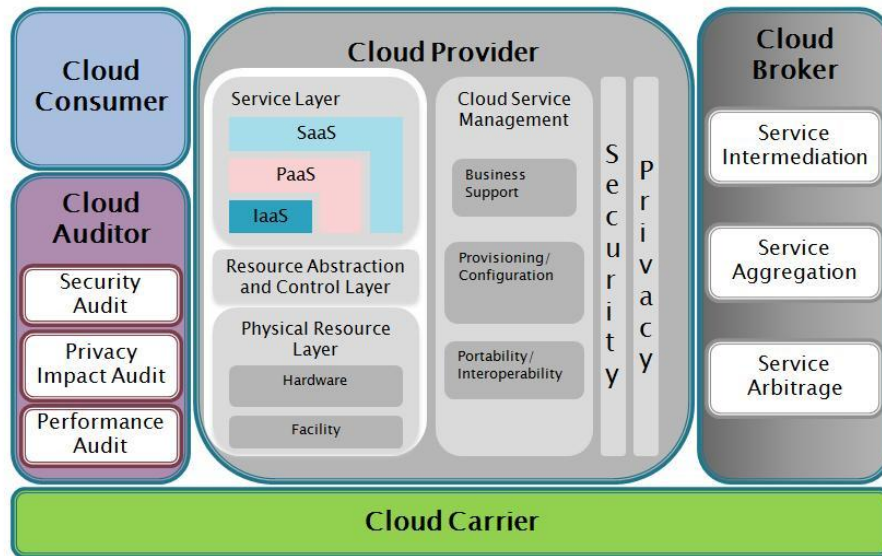 Cloud
Consumer
Cloud
Auditor
Security
Audit
Privacy
Impact Audit
Performance
Audit
Cloud Provider
Service Layer
SaaS
PaaS
IaaS
Resource Abstraction
and Control Layer
Physical Resource
Layer
Hardware
Facility
Cloud Service
Management
Business
Support
Provisioning/
Configuration
Portability/
Interoperability
Security
Privacy
Cloud
Broker
Service
Intermediation
Service
Aggregation
Service
Arbitrage
Cloud Carrier